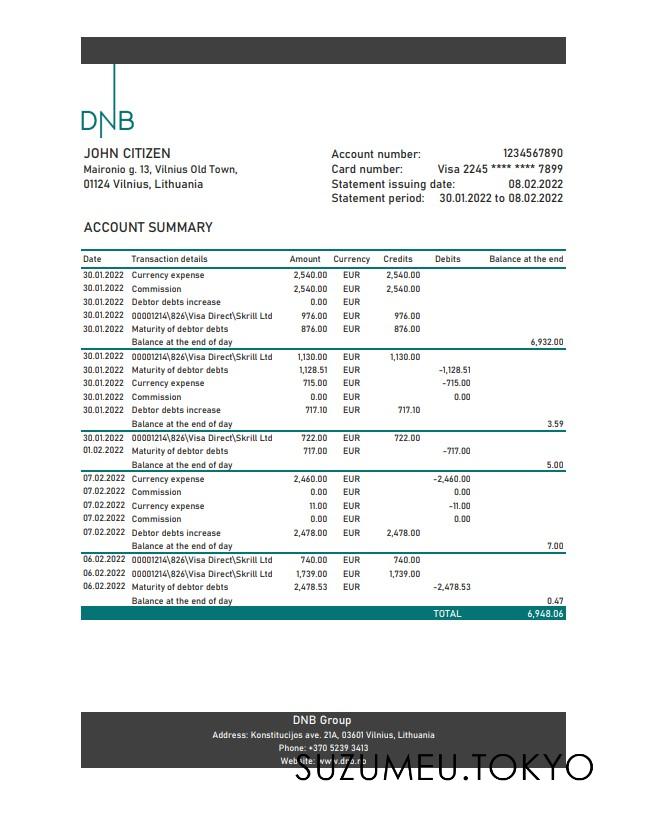 DNB
JOHN CITIZEN
Maironio g. 13, Vilnius Old Town,
01124 Vilnius, Lithuania
Account number: 1234567890
Card number: Visa 2245 **** **** 7899
Statement issuing date: 08.02.2022
Statement period: 30.01.2022 to 08.02.2022
ACCOUNT SUMMARY
Date Transaction details Amount Currency Credits Debits Balance at the end
30.01.2022 Currency expense 2,540.00 EUR 2,540.00
30.01.2022 Commission 2,540.00 EUR 2,540.00
30.01.2022 Debtor debts increase 0.00 EUR
30.01.2022 00001214\826\Visa Direct\Skrill Ltd 976.00 EUR 976.00
30.01.2022 Maturity of debtor debts 876.00 EUR 876.00
Balance at the end of day 6,932.00
30.01.2022 00001214\826\Visa Direct\Skrill Ltd 1,130.00 EUR 1,130.00
30.01.2022 Maturity of debtor debts 1,128.51 EUR -1,128.51
30.01.2022 Currency expense 715.00 EUR -715.00
30.01.2022 Commission 0.00 EUR 0.00
30.01.2022 Debtor debts increase 717.10 EUR 717.10
Balance at the end of day 3.59
30.01.2022 00001214\826\Visa Direct\Skrill Ltd 722.00 EUR 722.00
01.02.2022 Maturity of debtor debts 717.00 EUR -717.00
Balance at the end of day 5.00
07.02.2022 Currency expense 2,460.00 EUR -2,460.00
07.02.2022 Commission 0.00 EUR 0.00
07.02.2022 Currency expense 11.00 EUR -11.00
07.02.2022 Commission 0.00 EUR 0.00
07.02.2022 Debtor debts increase 2,478.00 EUR 2,478.00
Balance at the end of day 7.00
06.02.2022 00001214\826\Visa Direct\Skrill Ltd 740.00 EUR 740.00
06.02.2022 00001214\826\Visa Direct\Skrill Ltd 1,739.00 EUR 1,739.00
06.02.2022 Maturity of debtor debts 2,478.53 EUR -2,478.53
Balance at the end of day 0.47
TOTAL 6,948.06
DNB Group
Address: Konstitucijos ave. 21A, 03601 Vilnius, Lithuania
Phone: +370 5239 3413
Website: www.dnb.no
SUZUMEU.TOKYO